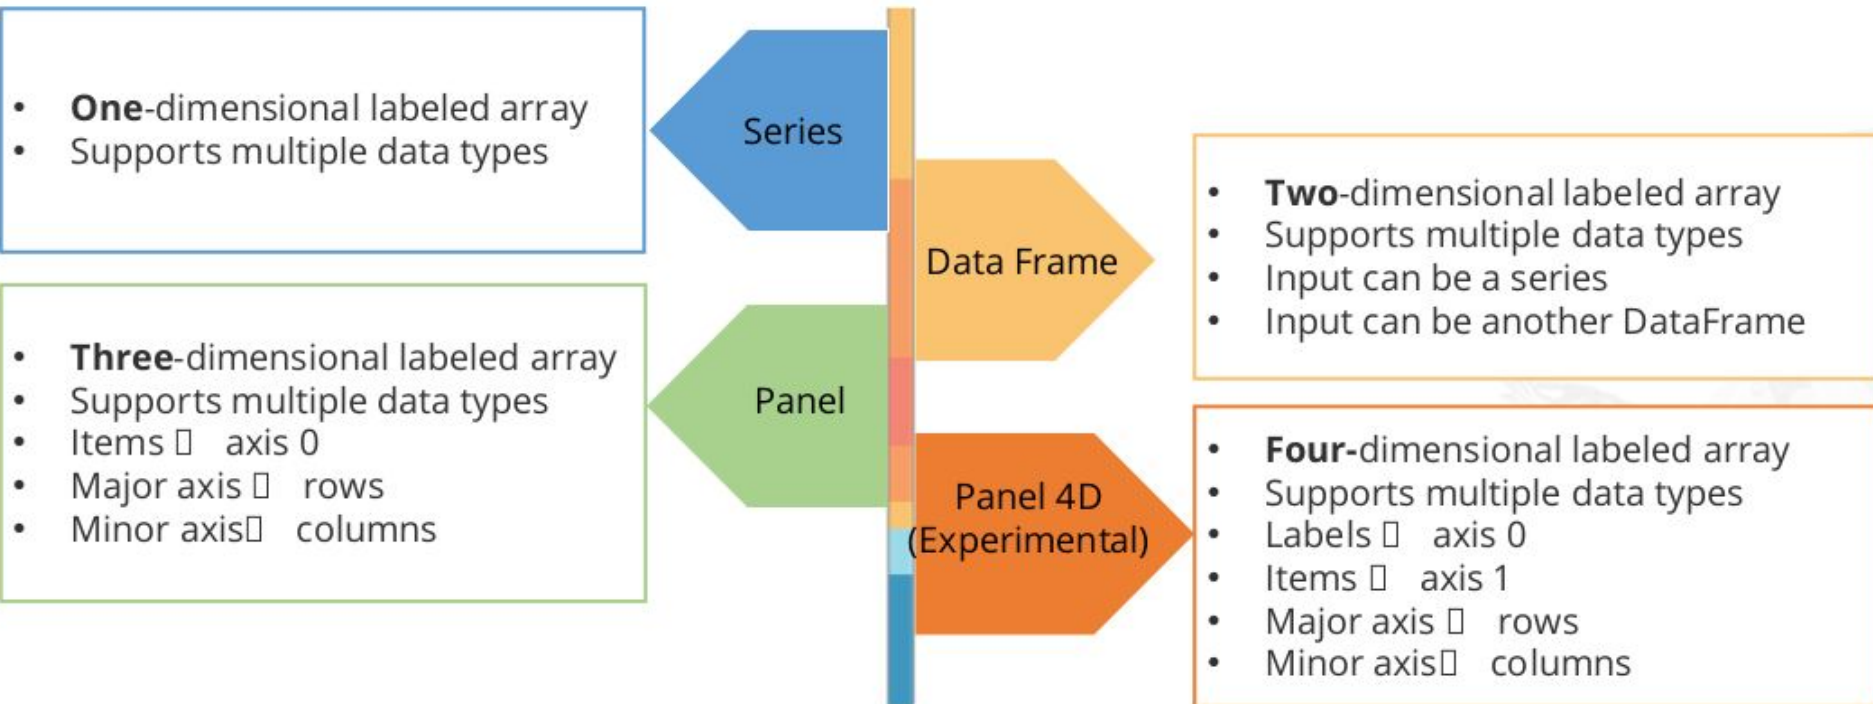 • One-dimensional labeled array
• Supports multiple data types
Series
• Two-dimensional labeled array
• Supports multiple data types
• Input can be a series
• Input can be another DataFrame
Data Frame
• Three-dimensional labeled array
• Supports multiple data types
• Items ▯ axis 0
• Major axis ▯ rows
• Minor axis▯ columns
Panel
Panel 4D
(Experimental)
• Four-dimensional labeled array
• Supports multiple data types
• Labels ▯ axis 0
• Items ▯ axis 1
• Major axis ▯ rows
• Minor axis▯ columns